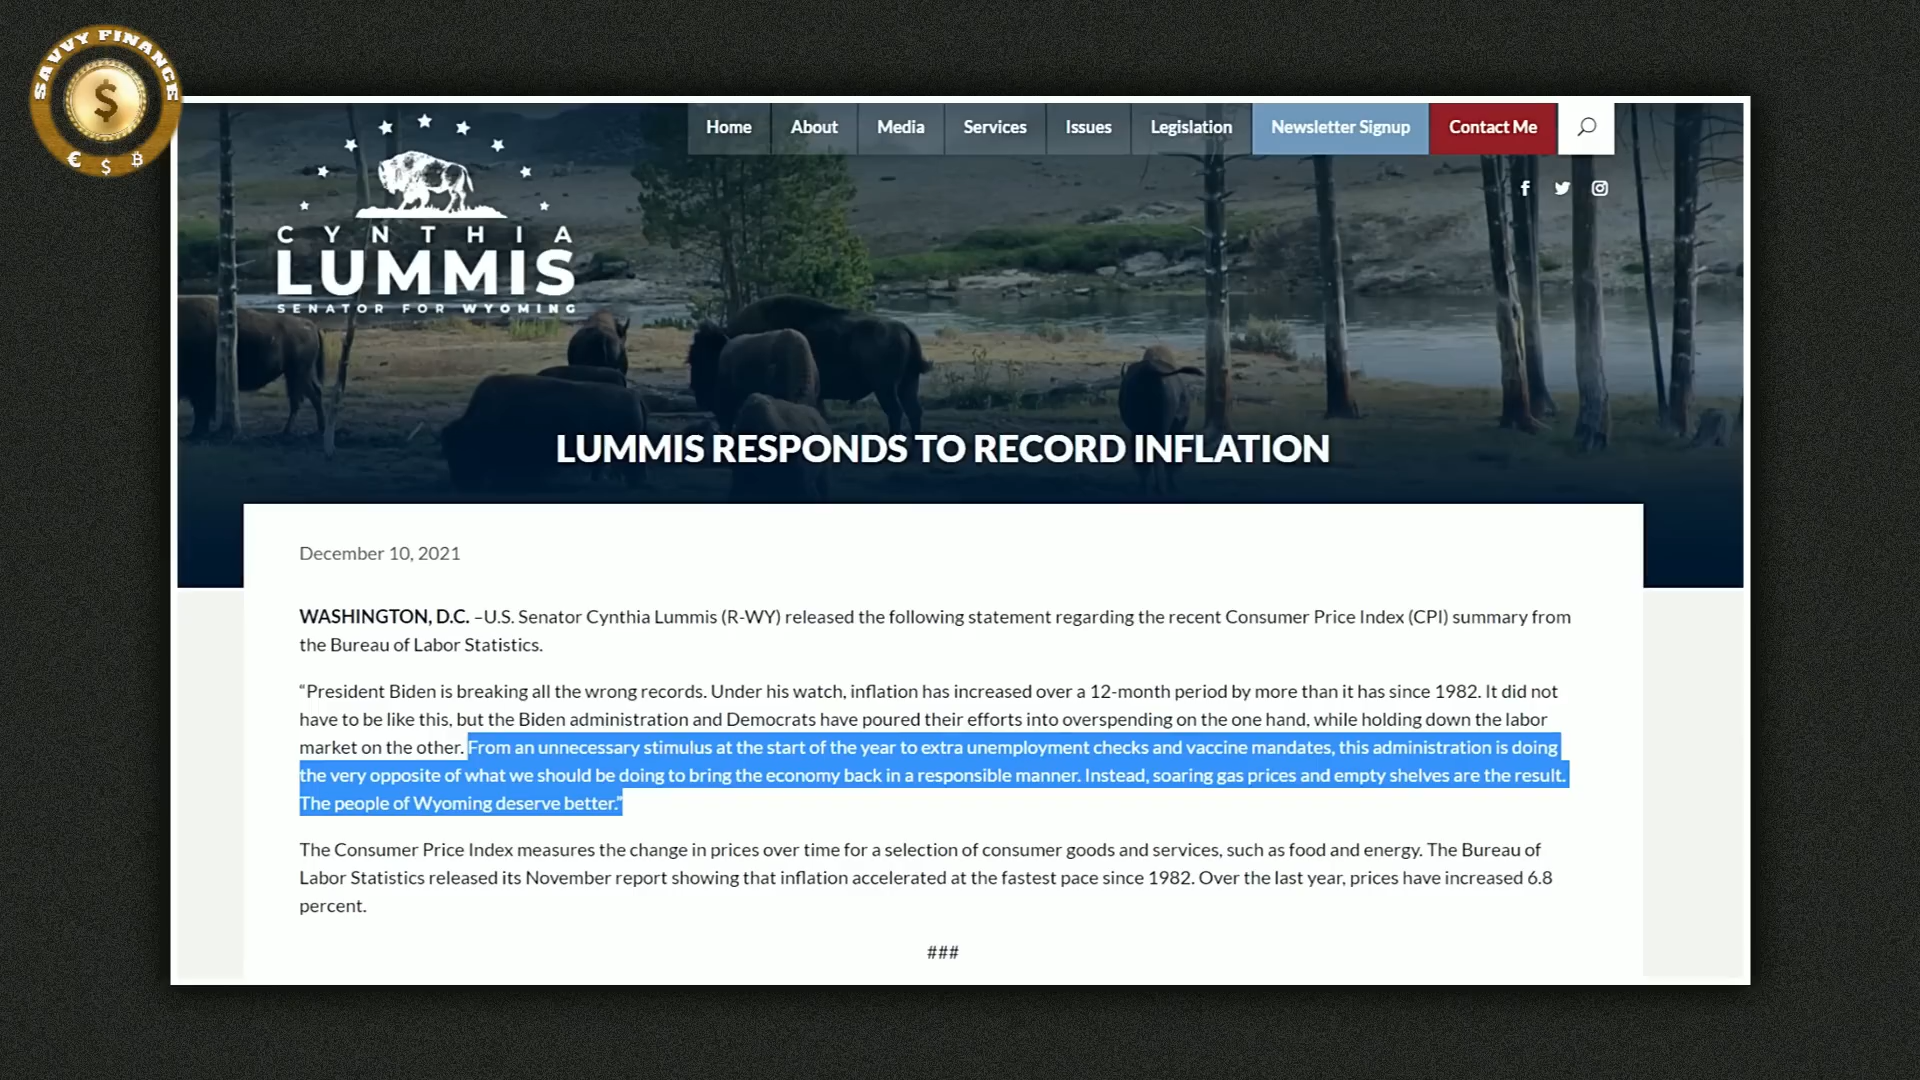 SAVVY FINANCE
$
€ $ ₿
Home About Media Services Issues Legislation Newsletter Signup Contact Me
CYNTHIA
LUMMIS
SENATOR FOR WYOMING
LUMMIS RESPONDS TO RECORD INFLATION
December 10, 2021
WASHINGTON, D.C. –U.S. Senator Cynthia Lummis (R-WY) released the following statement regarding the recent Consumer Price Index (CPI) summary from
the Bureau of Labor Statistics.
“President Biden is breaking all the wrong records. Under his watch, inflation has increased over a 12-month period by more than it has since 1982. It did not
have to be like this, but the Biden administration and Democrats have poured their efforts into overspending on the one hand, while holding down the labor
market on the other. From an unnecessary stimulus at the start of the year to extra unemployment checks and vaccine mandates, this administration is doing
the very opposite of what we should be doing to bring the economy back in a responsible manner. Instead, soaring gas prices and empty shelves are the result.
The people of Wyoming deserve better.”
The Consumer Price Index measures the change in prices over time for a selection of consumer goods and services, such as food and energy. The Bureau of
Labor Statistics released its November report showing that inflation accelerated at the fastest pace since 1982. Over the last year, prices have increased 6.8
percent.
###